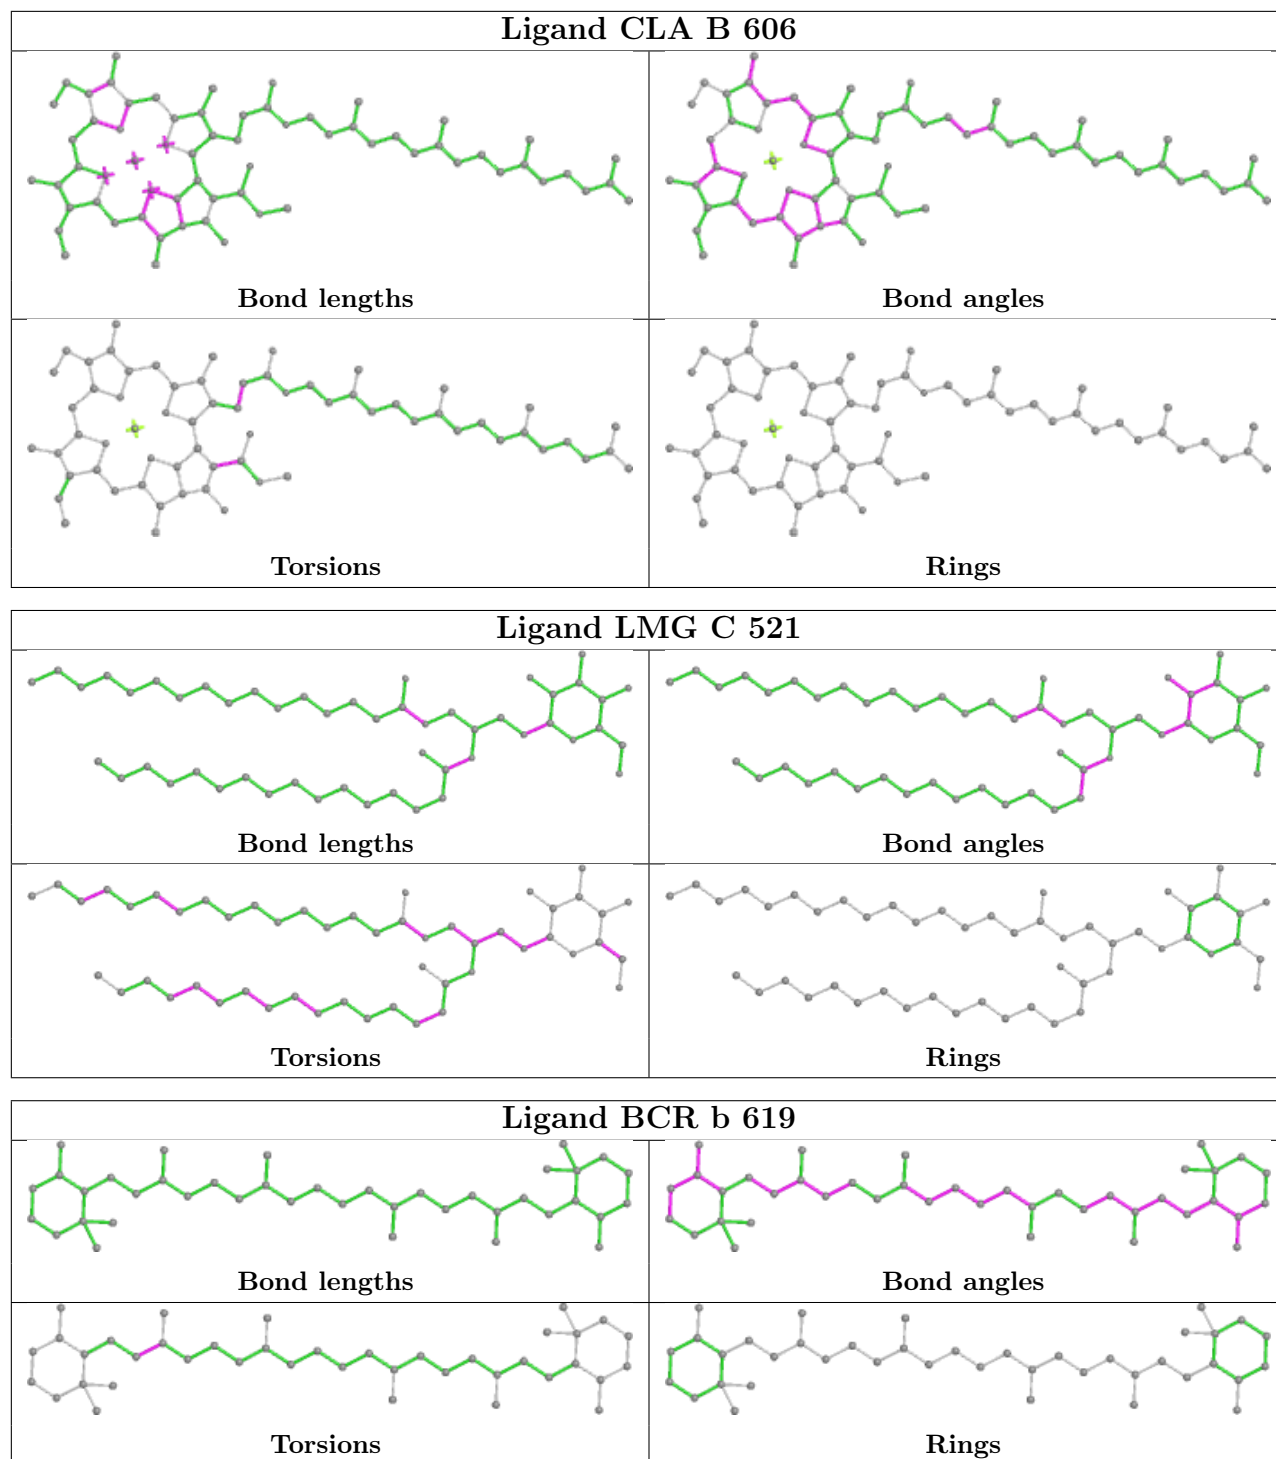 Ligand CLA B 606
Bond lengths
Bond angles
Torsions
Rings
Ligand LMG C 521
Bond lengths
Bond angles
Torsions
Rings
Ligand BCR b 619
Bond lengths
Bond angles
Torsions
Rings